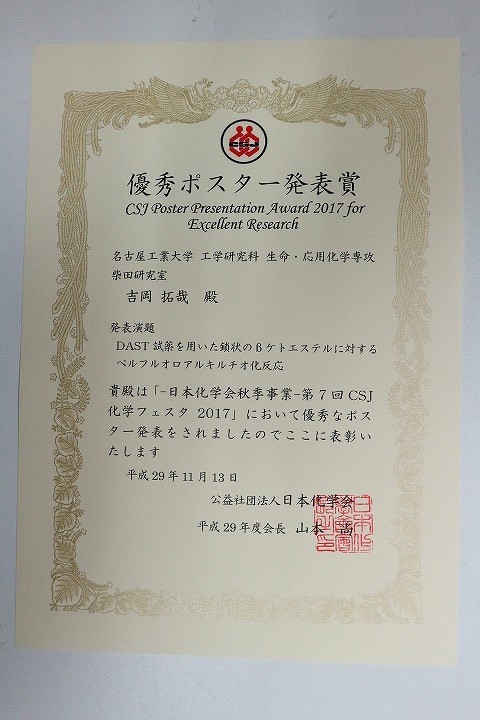 優秀ポスター発表賞
CSJ Poster Presentation Award 2017 for
Excellent Research
名古屋工業大学 工学研究科 生命・応用化学専攻
柴田研究室
吉岡 拓哉 殿
発表演題
DAST試薬を用いた鎖状のβケトエステルに対する
ペルフルオロアルキルチオ化反応
貴殿は「-日本化学会秋季事業-第7回CSJ
化学フェスタ 2017」において優秀なポス
ター発表をされましたのでここに表彰い
たします
平成29年11月13日
公益社団法人日本化学会
平成29年度会長 山本 尚